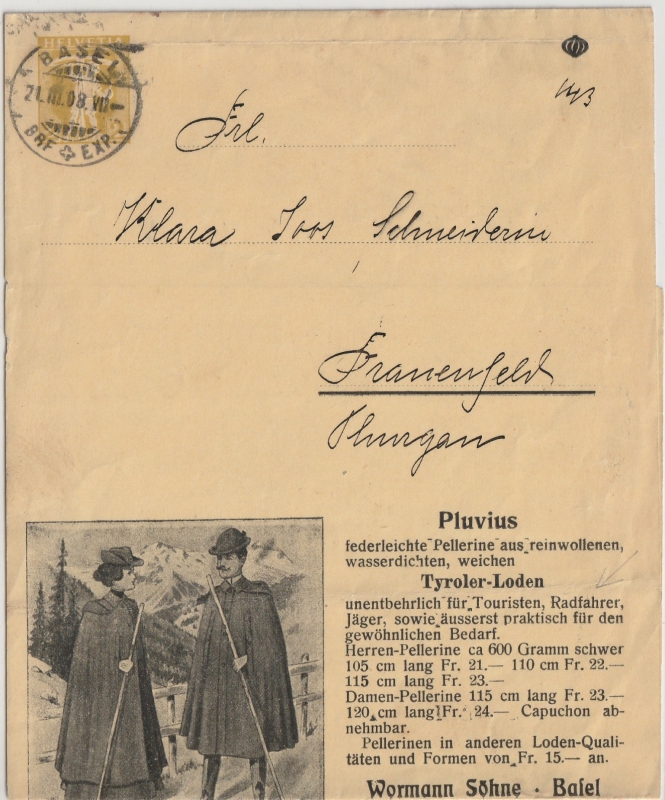 HELVETIA
BASEL
21.III.08.VII
BRF EXP.
Frl.
Klara Joos Schneiderin
Frauenfeld
Thurgau
Pluvius
federleichte Pellerine aus reinwollenen,
wasserdichten, weichen
Tyroler-Loden
unentbehrlich für Touristen, Radfahrer,
Jäger, sowie äusserst praktisch für den
gewöhnlichen Bedarf.
Herren-Pellerine ca 600 Gramm schwer
105 cm lang Fr. 21.— 110 cm Fr. 22.—
115 cm lang Fr. 23.—
Damen-Pellerine 115 cm lang Fr. 23.—
120 cm lang Fr. 24.— Capuchon ab-
nehmbar.
Pellerinen in anderen Loden-Quali-
täten und Formen von Fr. 15.— an.
Wormann Söhne · Basel